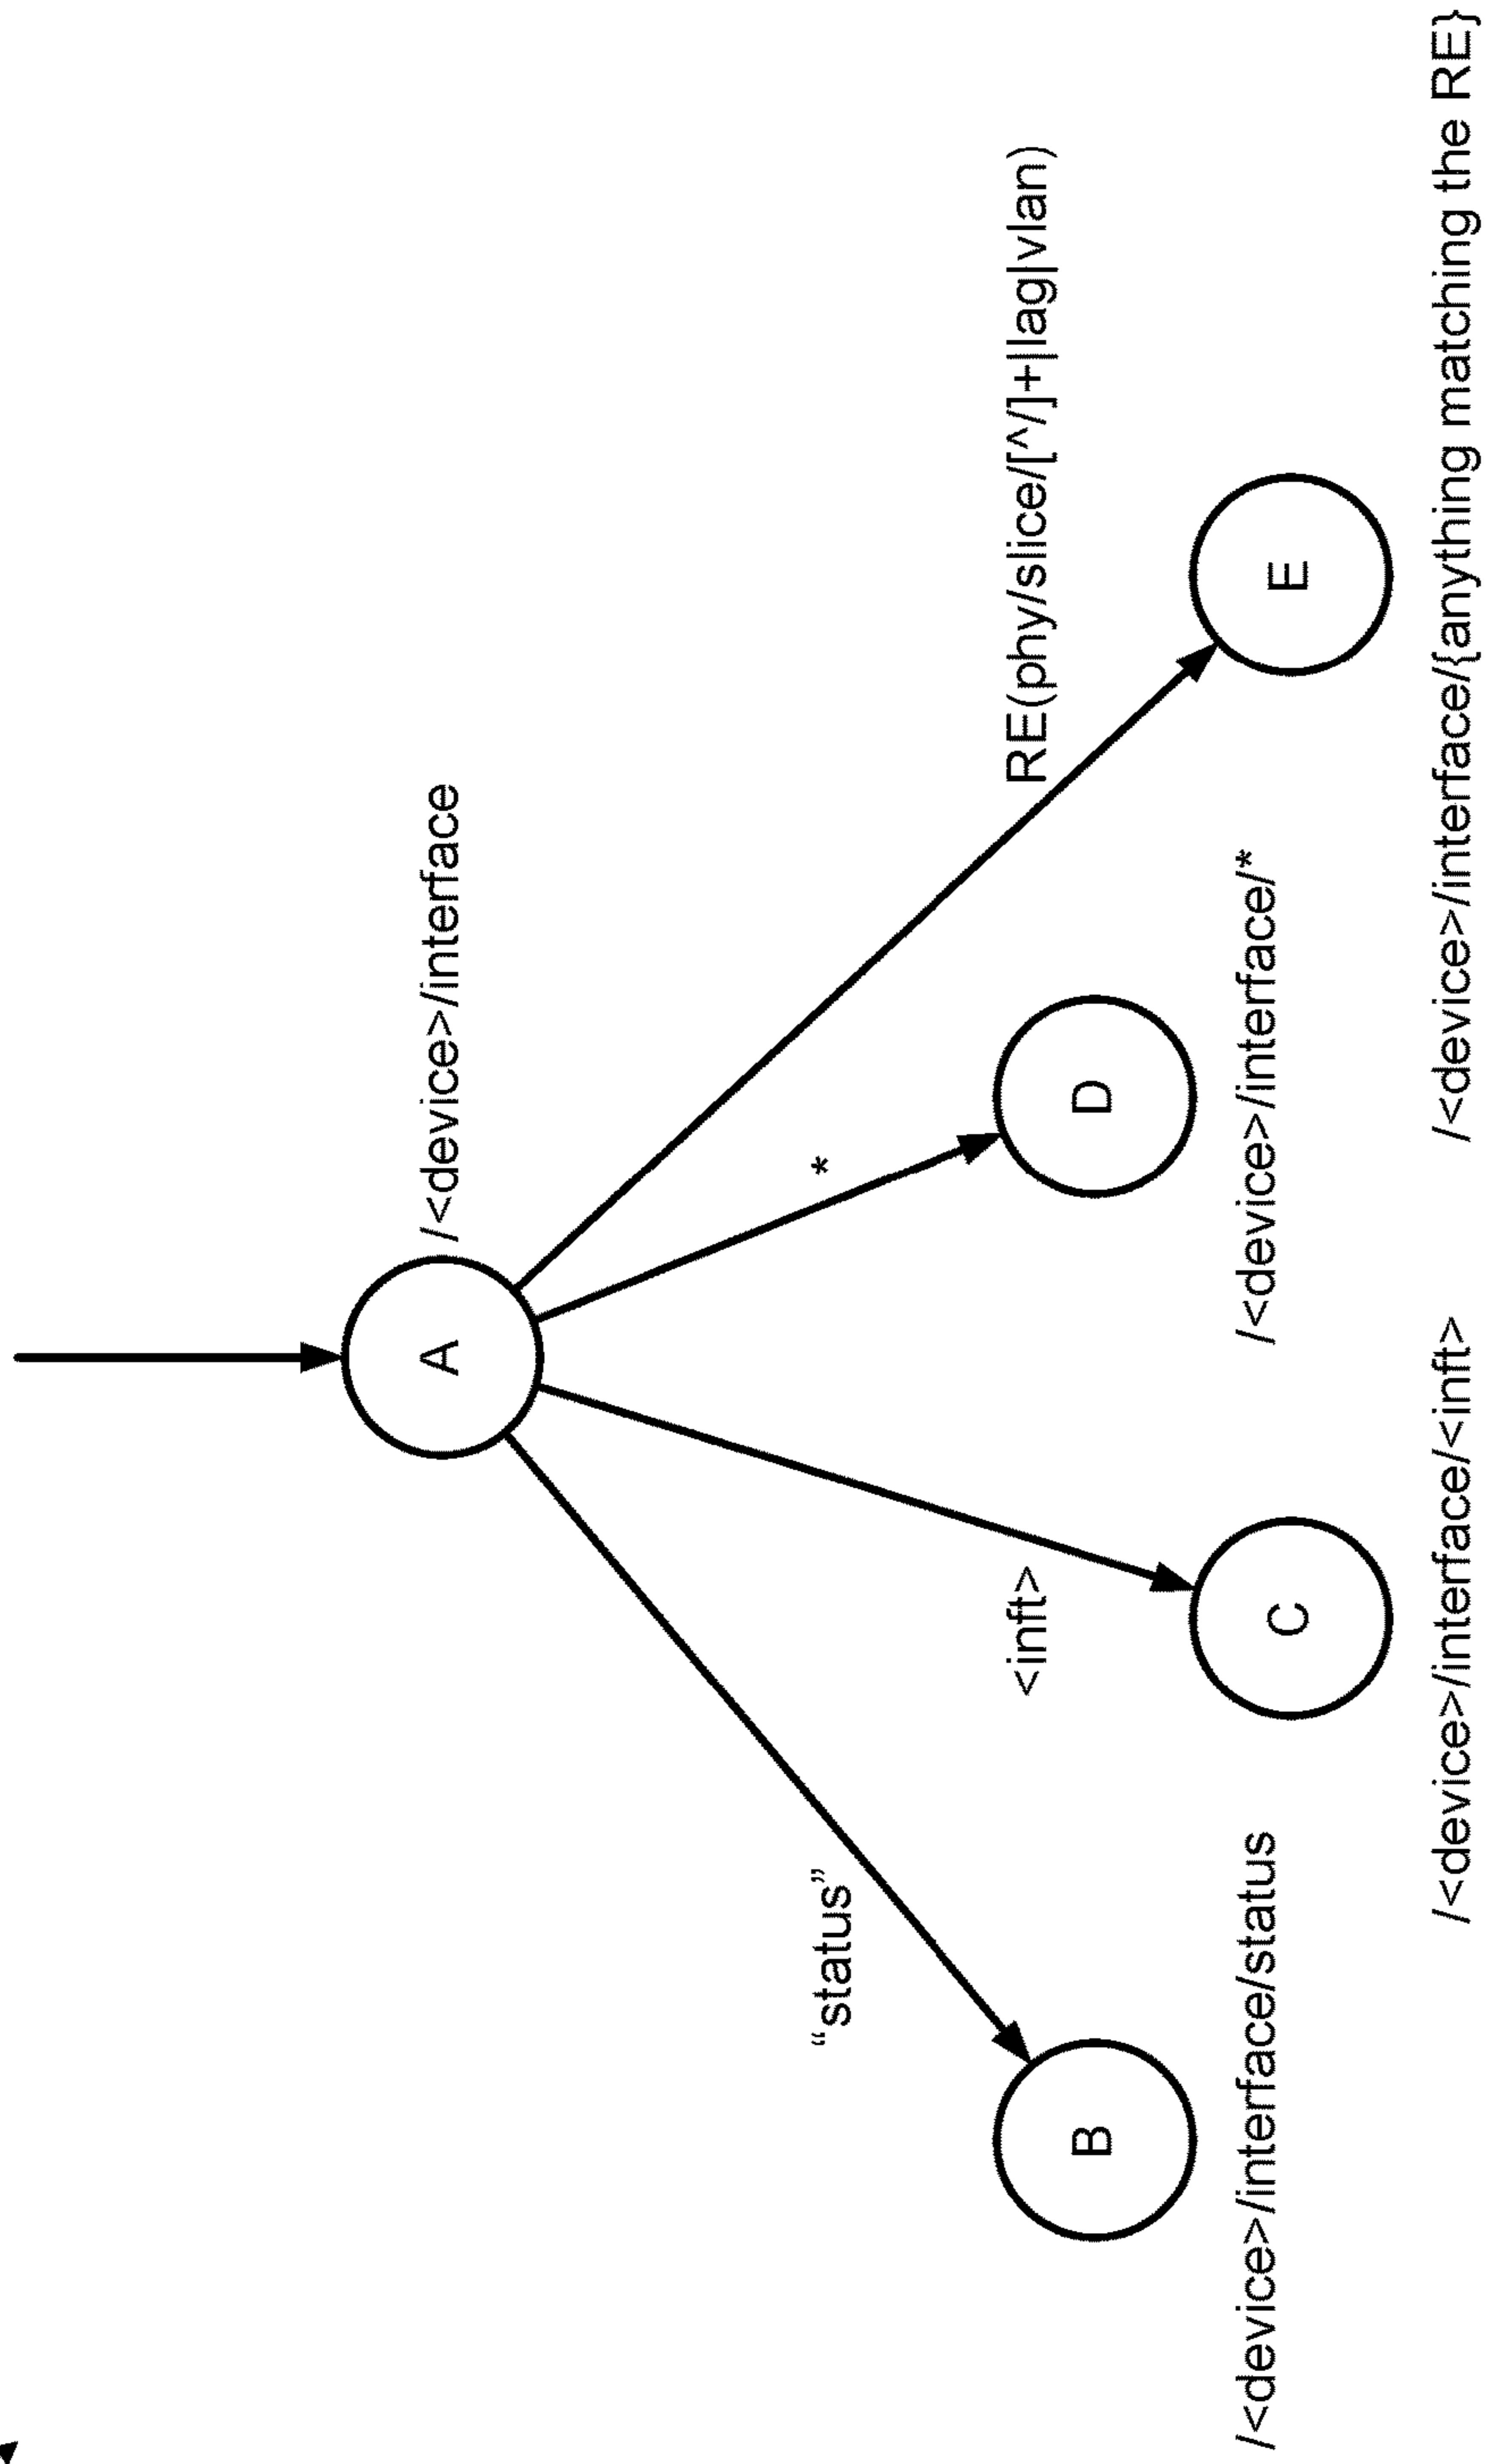 A
/<device>/interface
“status”
*
<inft>
RE(phy/slice/[^/]+|lag|vlan)
B
D
/<device>/interface/status
/<device>/interface/*
C
E
/<device>/interface/<inft>
/<device>/interface/{anything matching the RE}